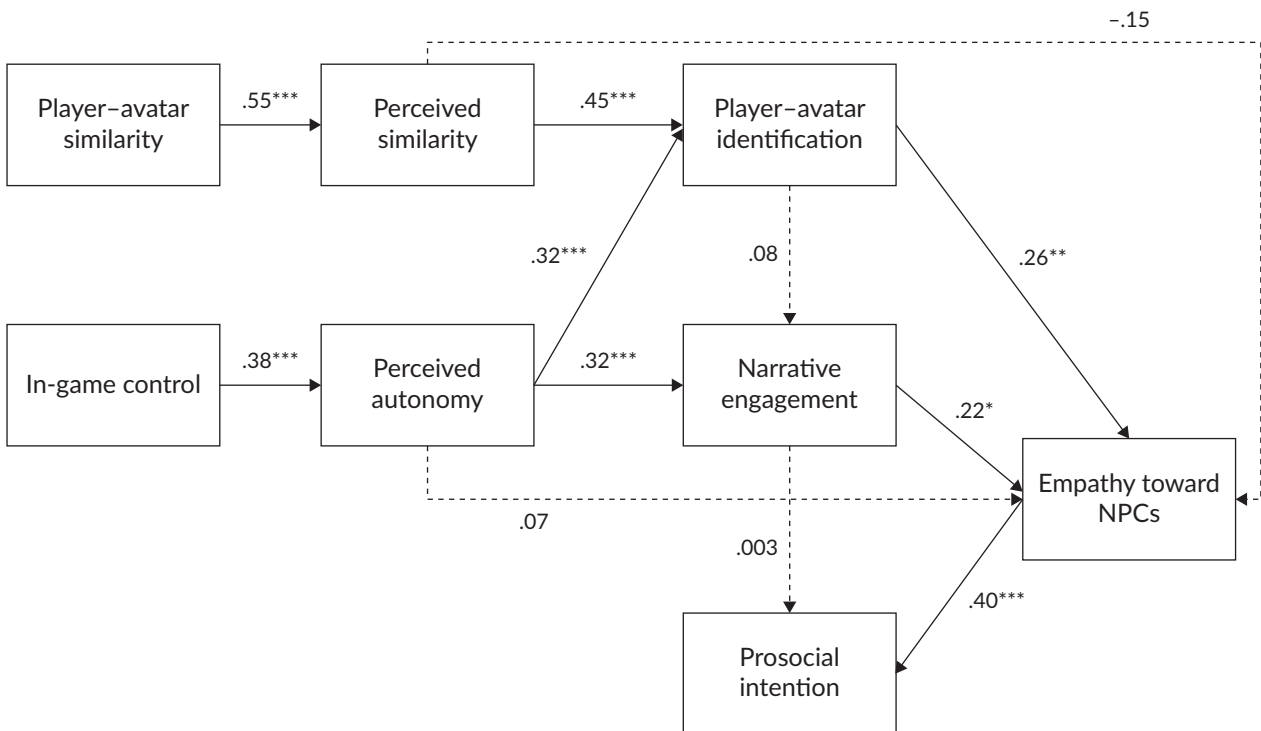 –.15
Player–avatar
similarity
.55***
Perceived
similarity
.45***
Player–avatar
identification
.32***
.08
.26**
In-game control
.38***
Perceived
autonomy
.32***
Narrative
engagement
.22*
.07
.003
Empathy toward
NPCs
.40***
Prosocial
intention